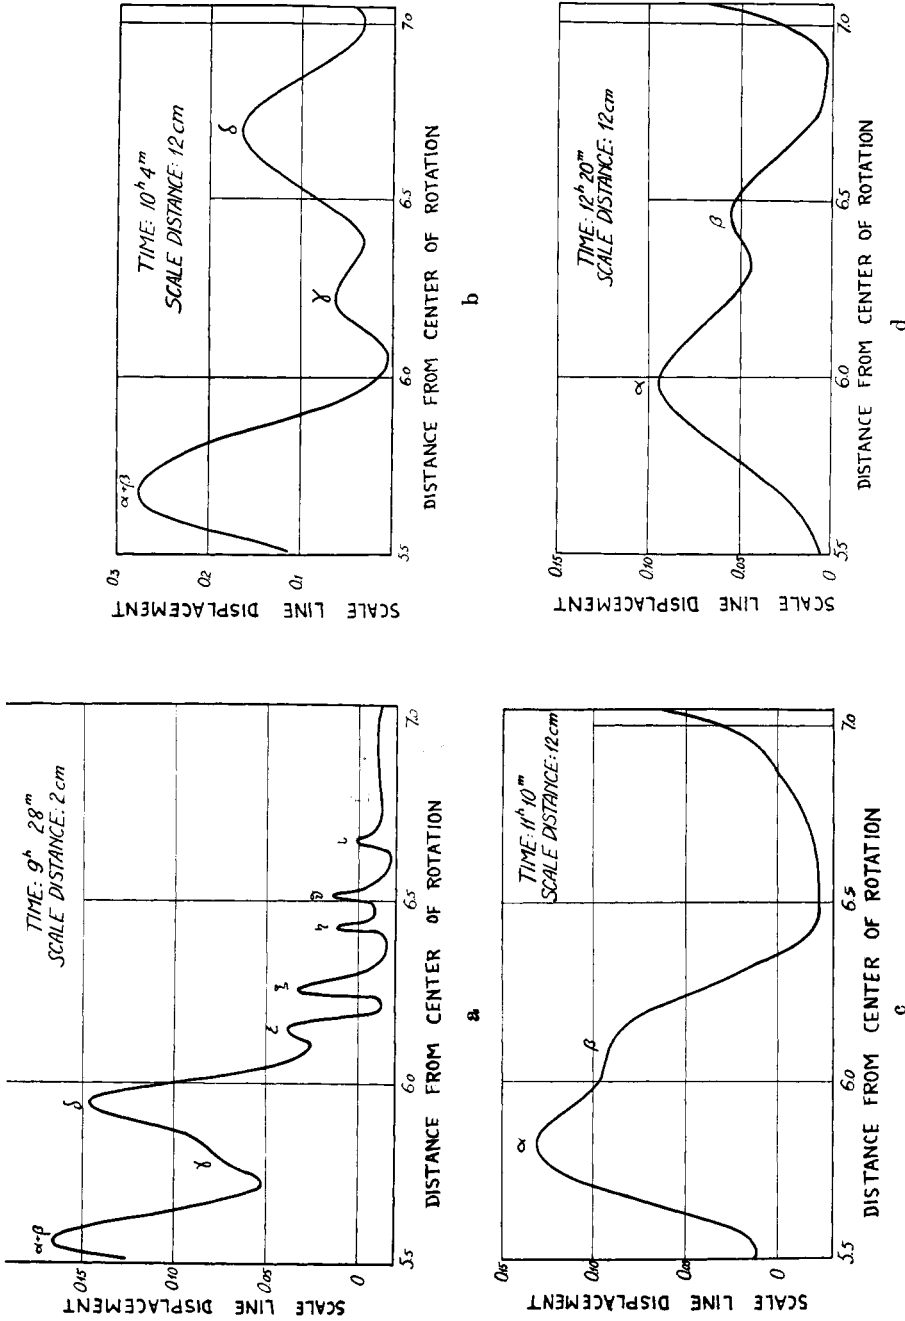 TIME: 9ʰ 28ᵐ
SCALE DISTANCE: 2cm
SCALE LINE DISPLACEMENT
0.15
0.10
0.05
0
α+β
γ
δ
ξ
η
θ
5.5
6.0
6.5
7.0
DISTANCE FROM CENTER OF ROTATION
a
TIME: 10ʰ 4ᵐ
SCALE DISTANCE: 12cm
SCALE LINE DISPLACEMENT
0.3
0.2
0.1
α+β
γ
δ
5.5
6.0
6.5
7.0
DISTANCE FROM CENTER OF ROTATION
b
TIME: 11ʰ 10ᵐ
SCALE DISTANCE: 12cm
SCALE LINE DISPLACEMENT
0.15
0.10
0.05
0
α
β
5.5
6.0
6.5
7.0
DISTANCE FROM CENTER OF ROTATION
c
TIME: 12ʰ 20ᵐ
SCALE DISTANCE: 12cm
SCALE LINE DISPLACEMENT
0.15
0.10
0.05
0
α
β
5.5
6.0
6.5
7.0
DISTANCE FROM CENTER OF ROTATION
d